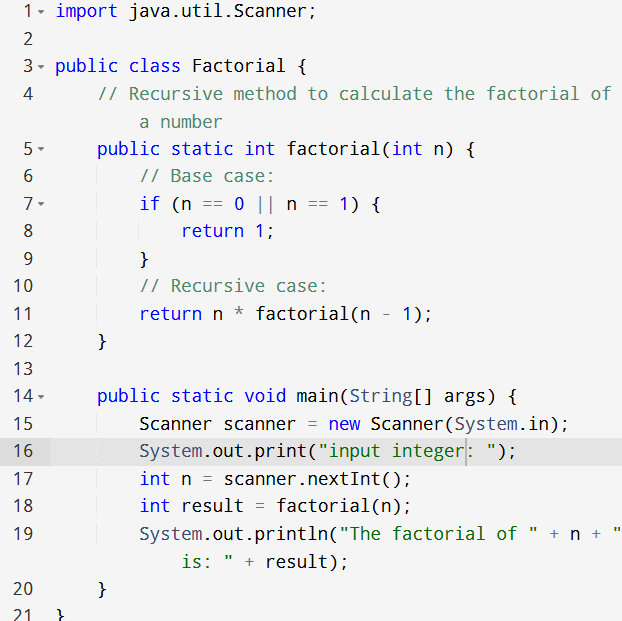 1 import java.util.Scanner;
2
3 public class Factorial {
4 // Recursive method to calculate the factorial of
a number
5 public static int factorial(int n) {
6 // Base case:
7 if (n == 0 || n == 1) {
8 return 1;
9 }
10 // Recursive case:
11 return n * factorial(n - 1);
12 }
13
14 public static void main(String[] args) {
15 Scanner scanner = new Scanner(System.in);
16 System.out.print("input integer: ");
17 int n = scanner.nextInt();
18 int result = factorial(n);
19 System.out.println("The factorial of " + n + "
is: " + result);
20 }
21 }